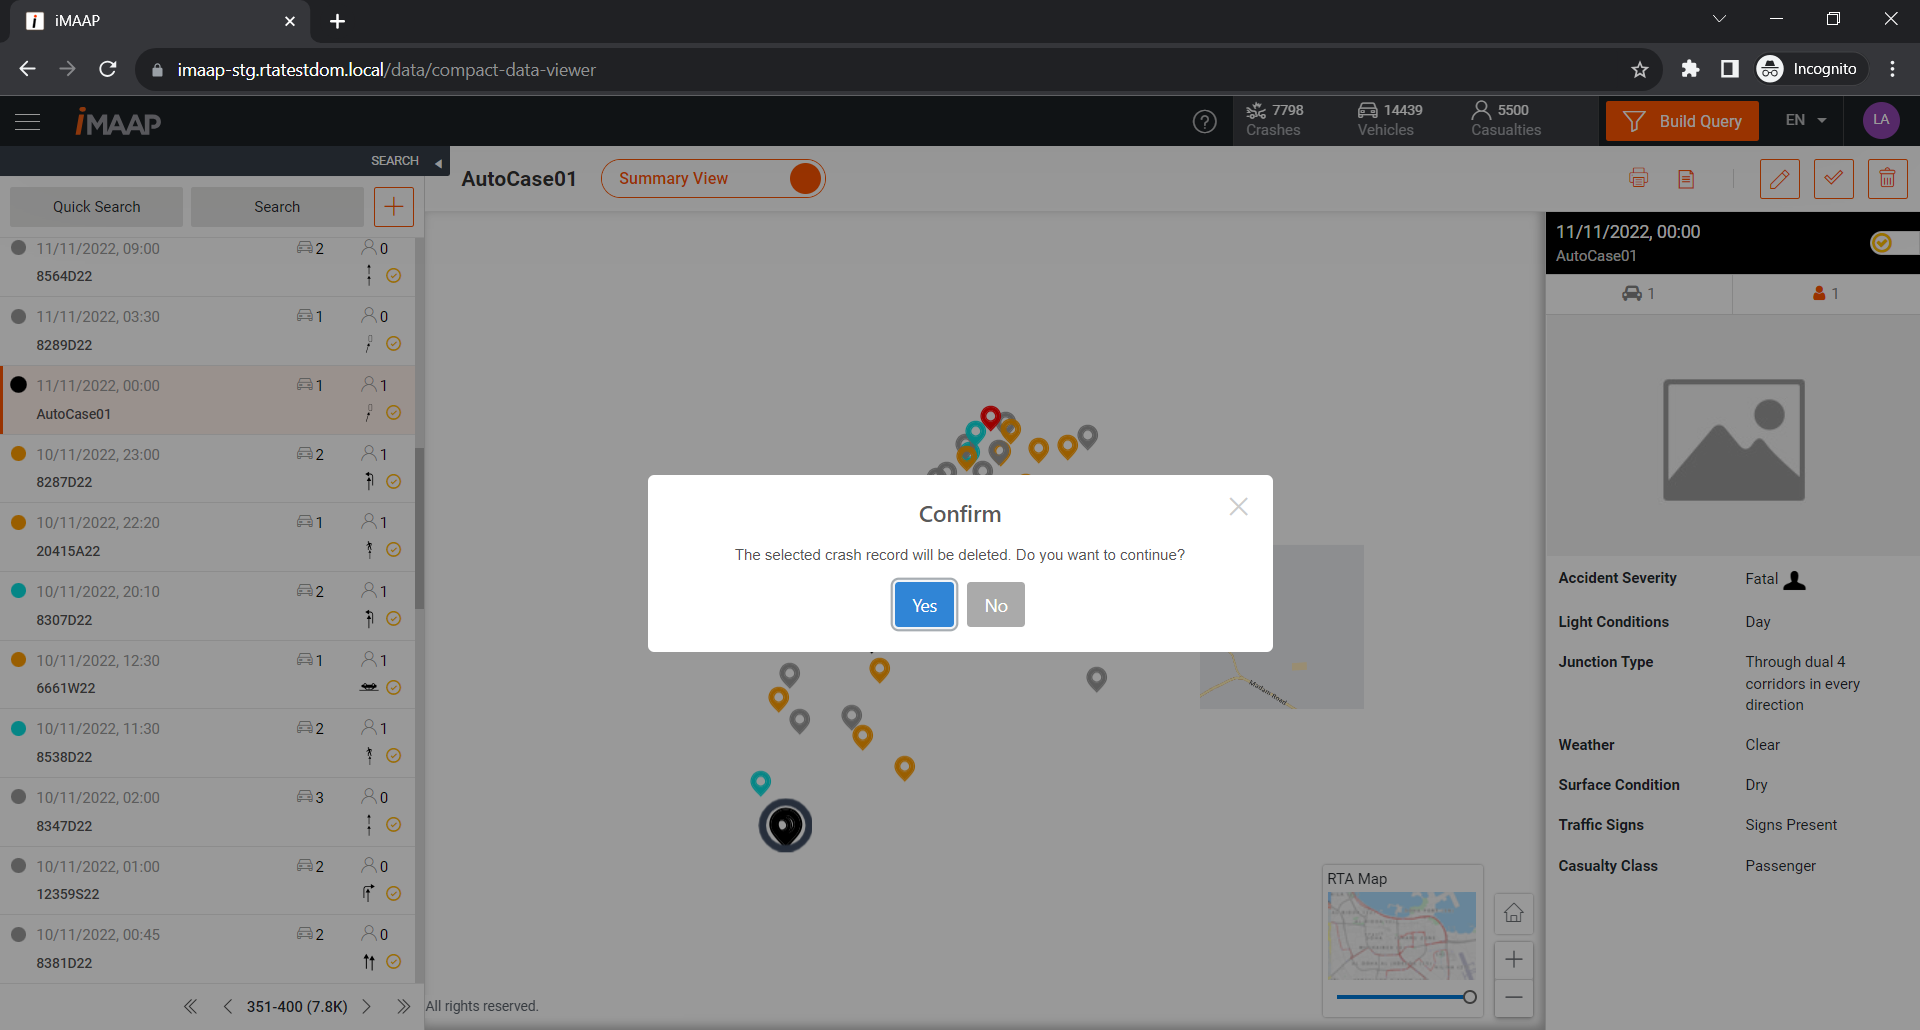 iMAAP
imaap-stg.rtatestdom.local/data/compact-data-viewer
Incognito
iMAAP
7798
Crashes
14439
Vehicles
5500
Casualties
Build Query
EN
LA
SEARCH
AutoCase01
Summary View
Quick Search
Search
11/11/2022, 09:00
2
0
8564D22
11/11/2022, 03:30
1
0
8289D22
11/11/2022, 00:00
1
1
AutoCase01
10/11/2022, 23:00
2
1
8287D22
10/11/2022, 22:20
1
1
20415A22
10/11/2022, 20:10
2
1
8307D22
10/11/2022, 12:30
1
1
6661W22
10/11/2022, 11:30
2
1
8538D22
10/11/2022, 02:00
3
0
8347D22
10/11/2022, 01:00
2
0
12359S22
10/11/2022, 00:45
2
0
8381D22
351-400 (7.8K)
All rights reserved.
Confirm
The selected crash record will be deleted. Do you want to continue?
Yes
No
Madam Road
RTA Map
11/11/2022, 00:00
AutoCase01
1
1
Accident Severity
Fatal
Light Conditions
Day
Junction Type
Through dual 4
corridors in every
direction
Weather
Clear
Surface Condition
Dry
Traffic Signs
Signs Present
Casualty Class
Passenger